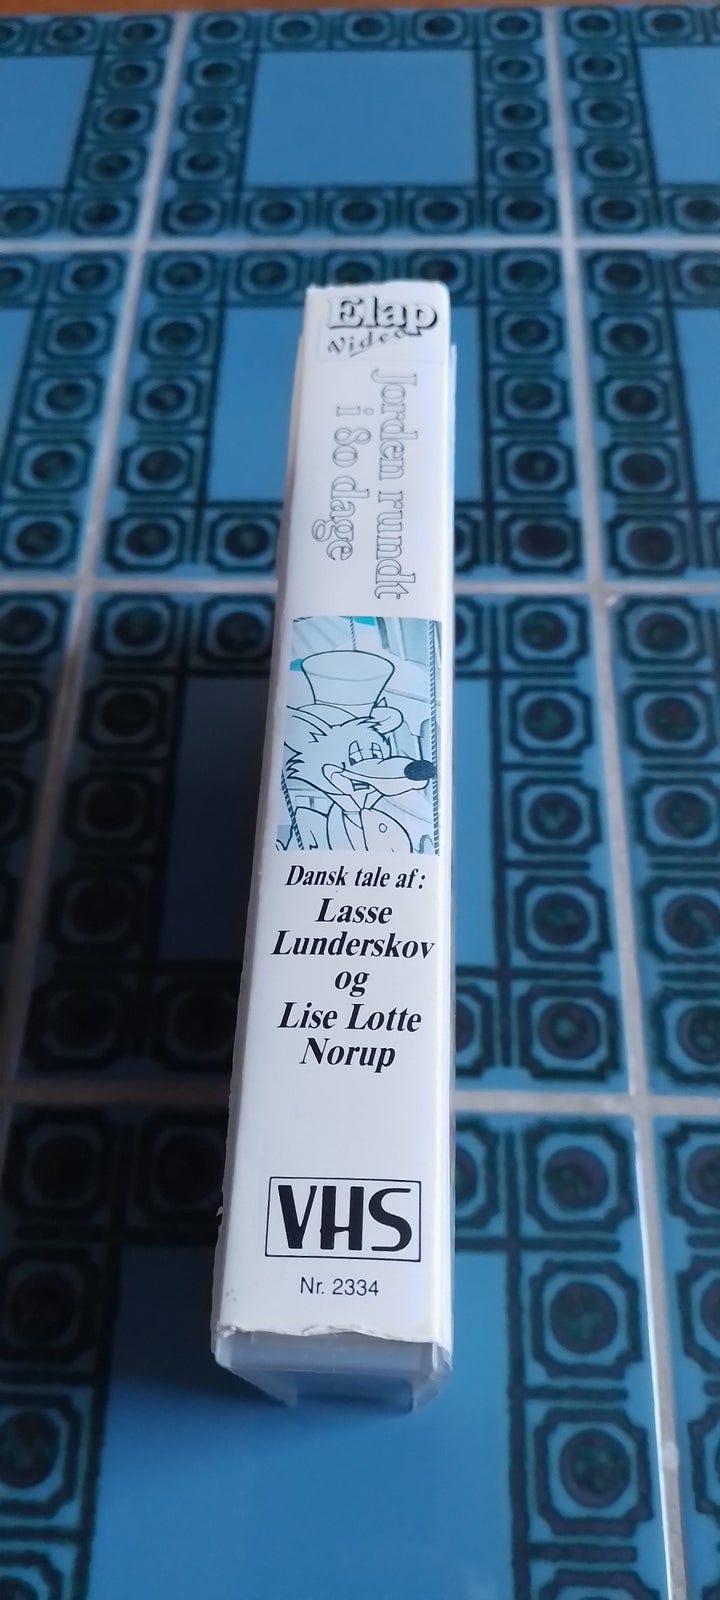 Elap
Video
Jorden rundt
i 80 dage
Dansk tale af:
Lasse
Lunderskov
og
Lise Lotte
Norup
VHS
Nr. 2334